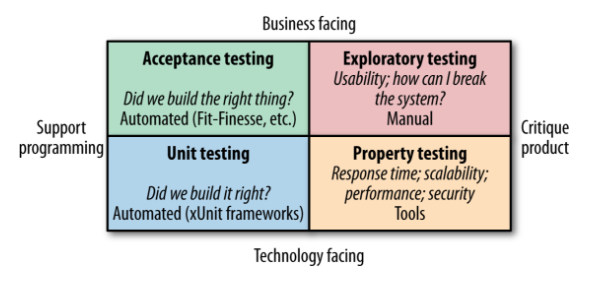 Business facing
Acceptance testing
Did we build the right thing?
Automated (Fit-Finesse, etc.)
Exploratory testing
Usability; how can I break
the system?
Manual
Support
programming
Critique
product
Unit testing
Did we build it right?
Automated (xUnit frameworks)
Property testing
Response time; scalability;
performance; security
Tools
Technology facing